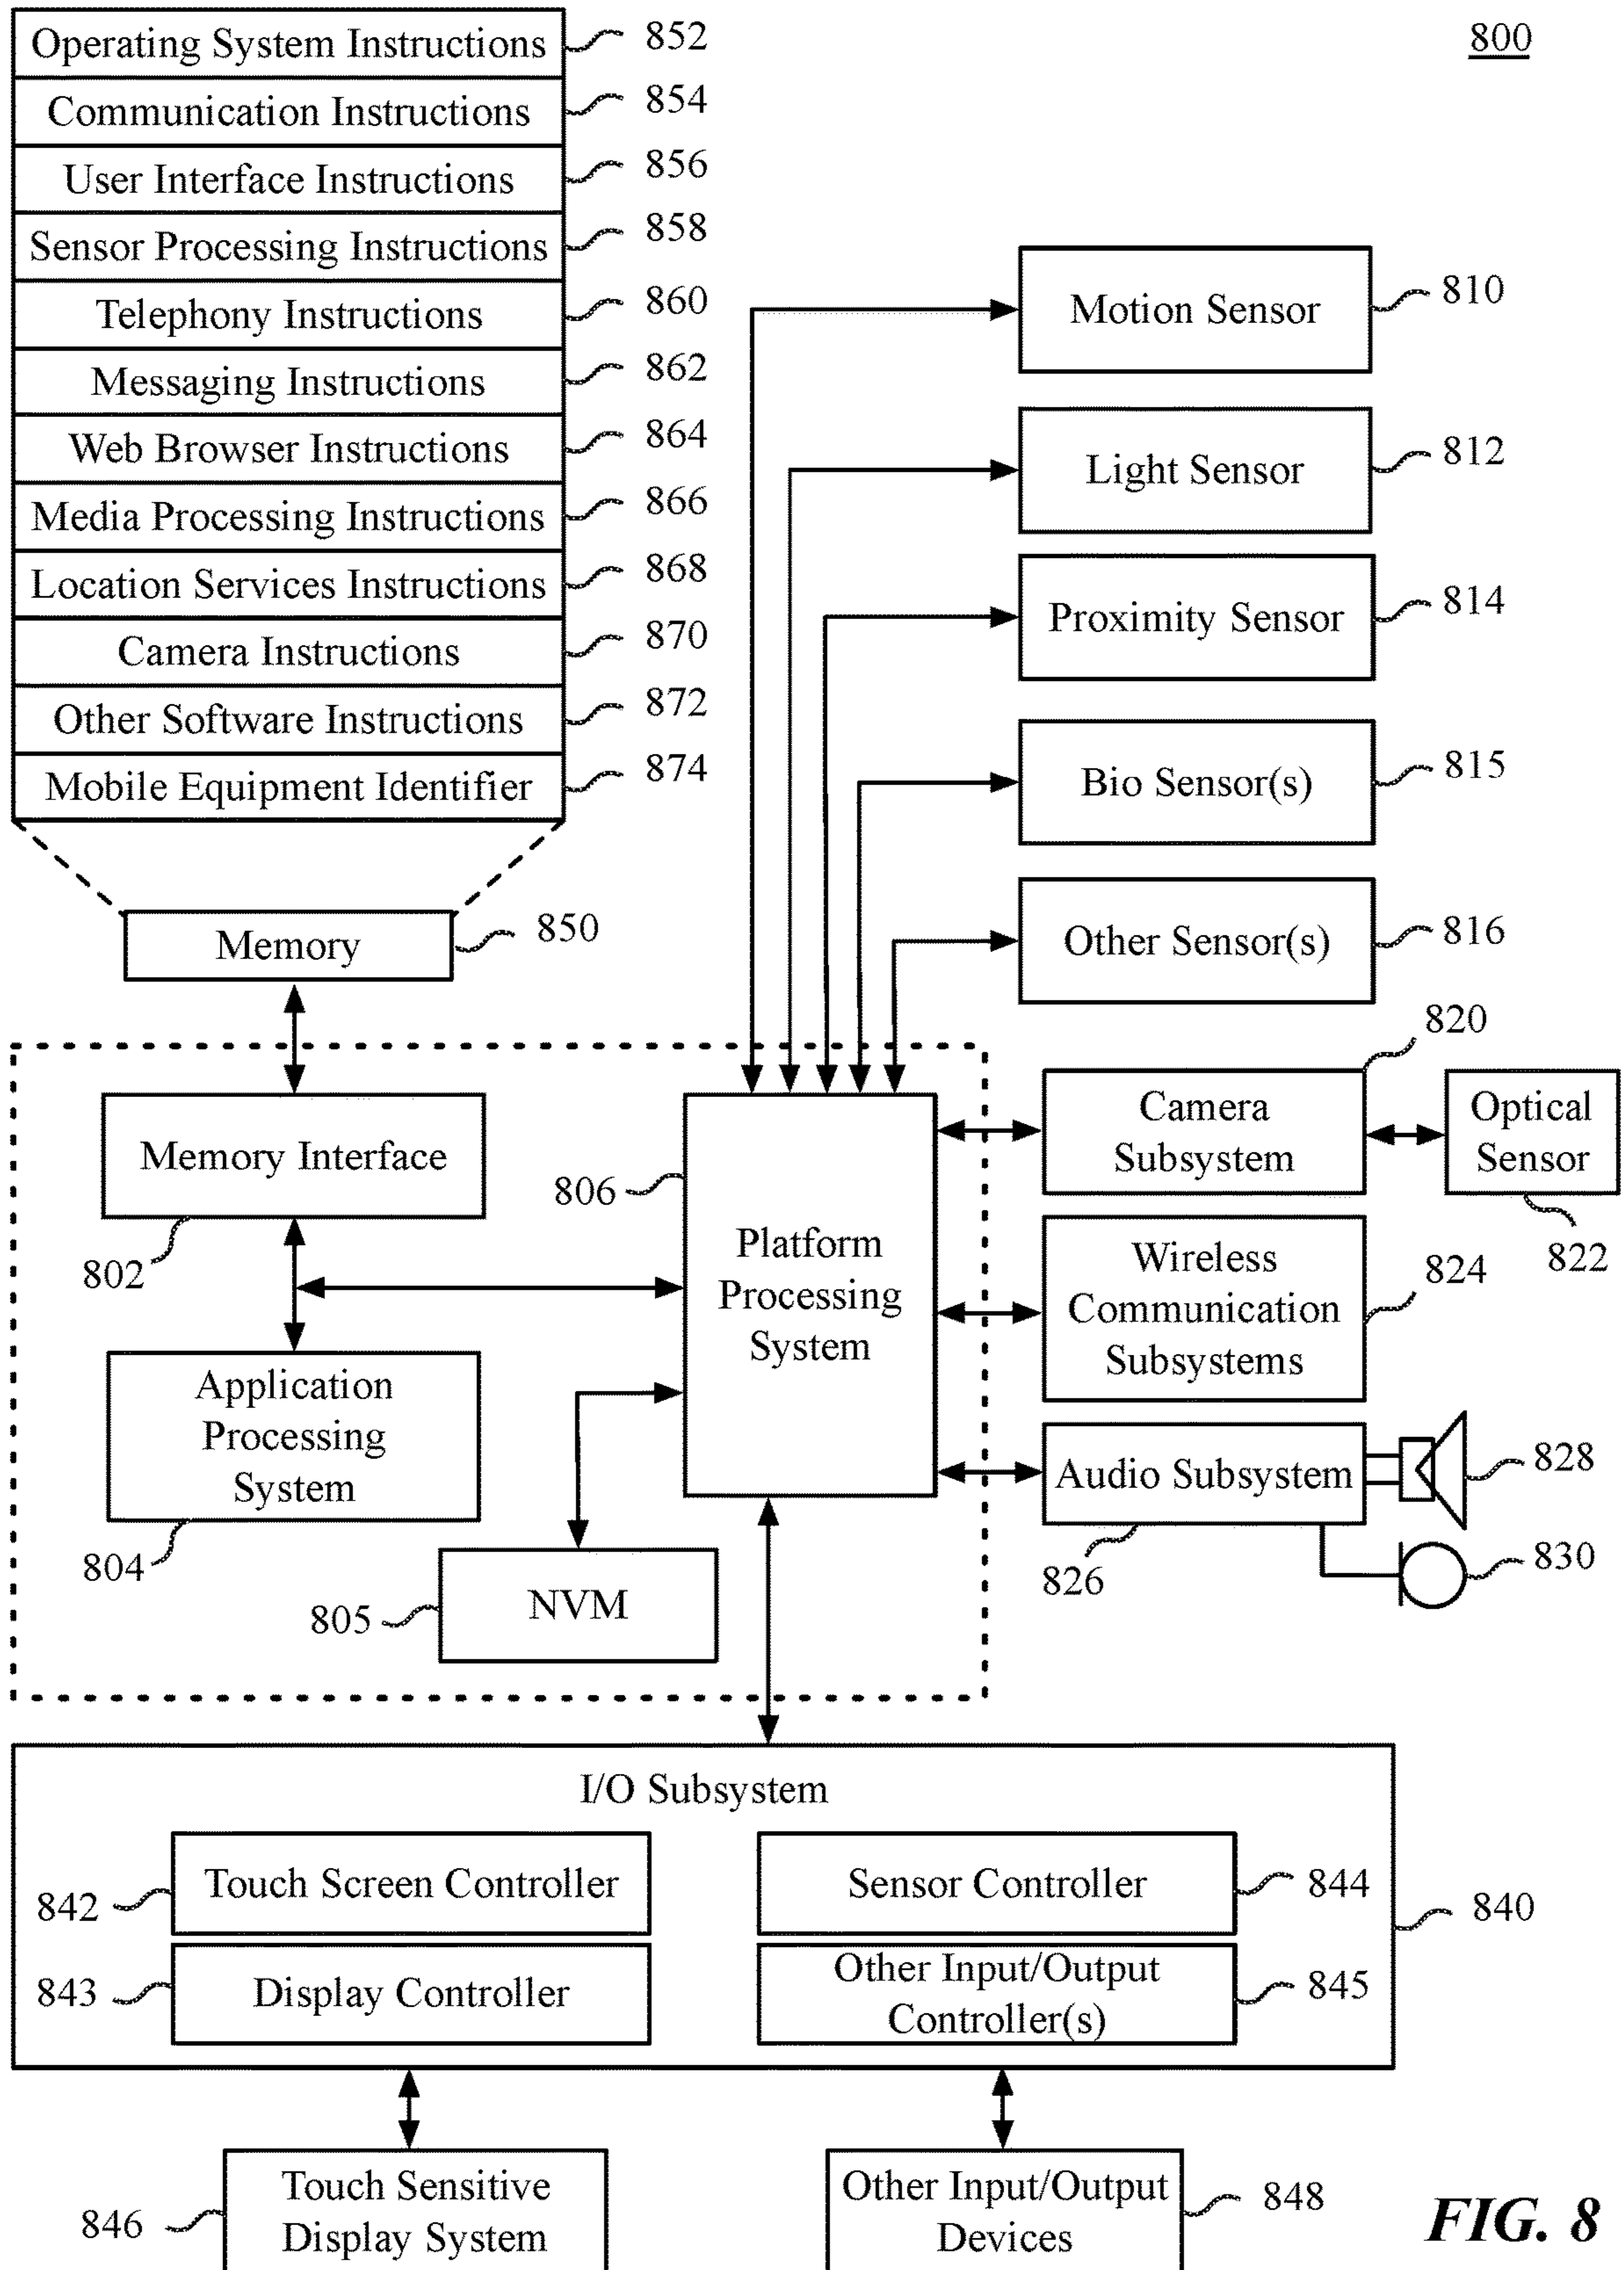 800
Operating System Instructions
852
Communication Instructions
854
User Interface Instructions
856
Sensor Processing Instructions
858
Telephony Instructions
860
Messaging Instructions
862
Web Browser Instructions
864
Media Processing Instructions
866
Location Services Instructions
868
Camera Instructions
870
Other Software Instructions
872
Mobile Equipment Identifier
874
Memory
850
Motion Sensor
810
Light Sensor
812
Proximity Sensor
814
Bio Sensor(s)
815
Other Sensor(s)
816
Memory Interface
802
Application
Processing
System
804
NVM
805
806
Platform
Processing
System
820
Camera
Subsystem
Optical
Sensor
822
Wireless
Communication
Subsystems
824
Audio Subsystem
826
828
830
I/O Subsystem
840
Touch Screen Controller
842
Display Controller
843
Sensor Controller
844
Other Input/Output
Controller(s)
845
Touch Sensitive
Display System
846
Other Input/Output
Devices
848
FIG. 8